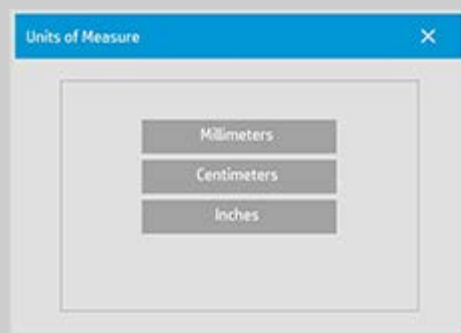 Units of Measure
Millimeters
Centimeters
Inches